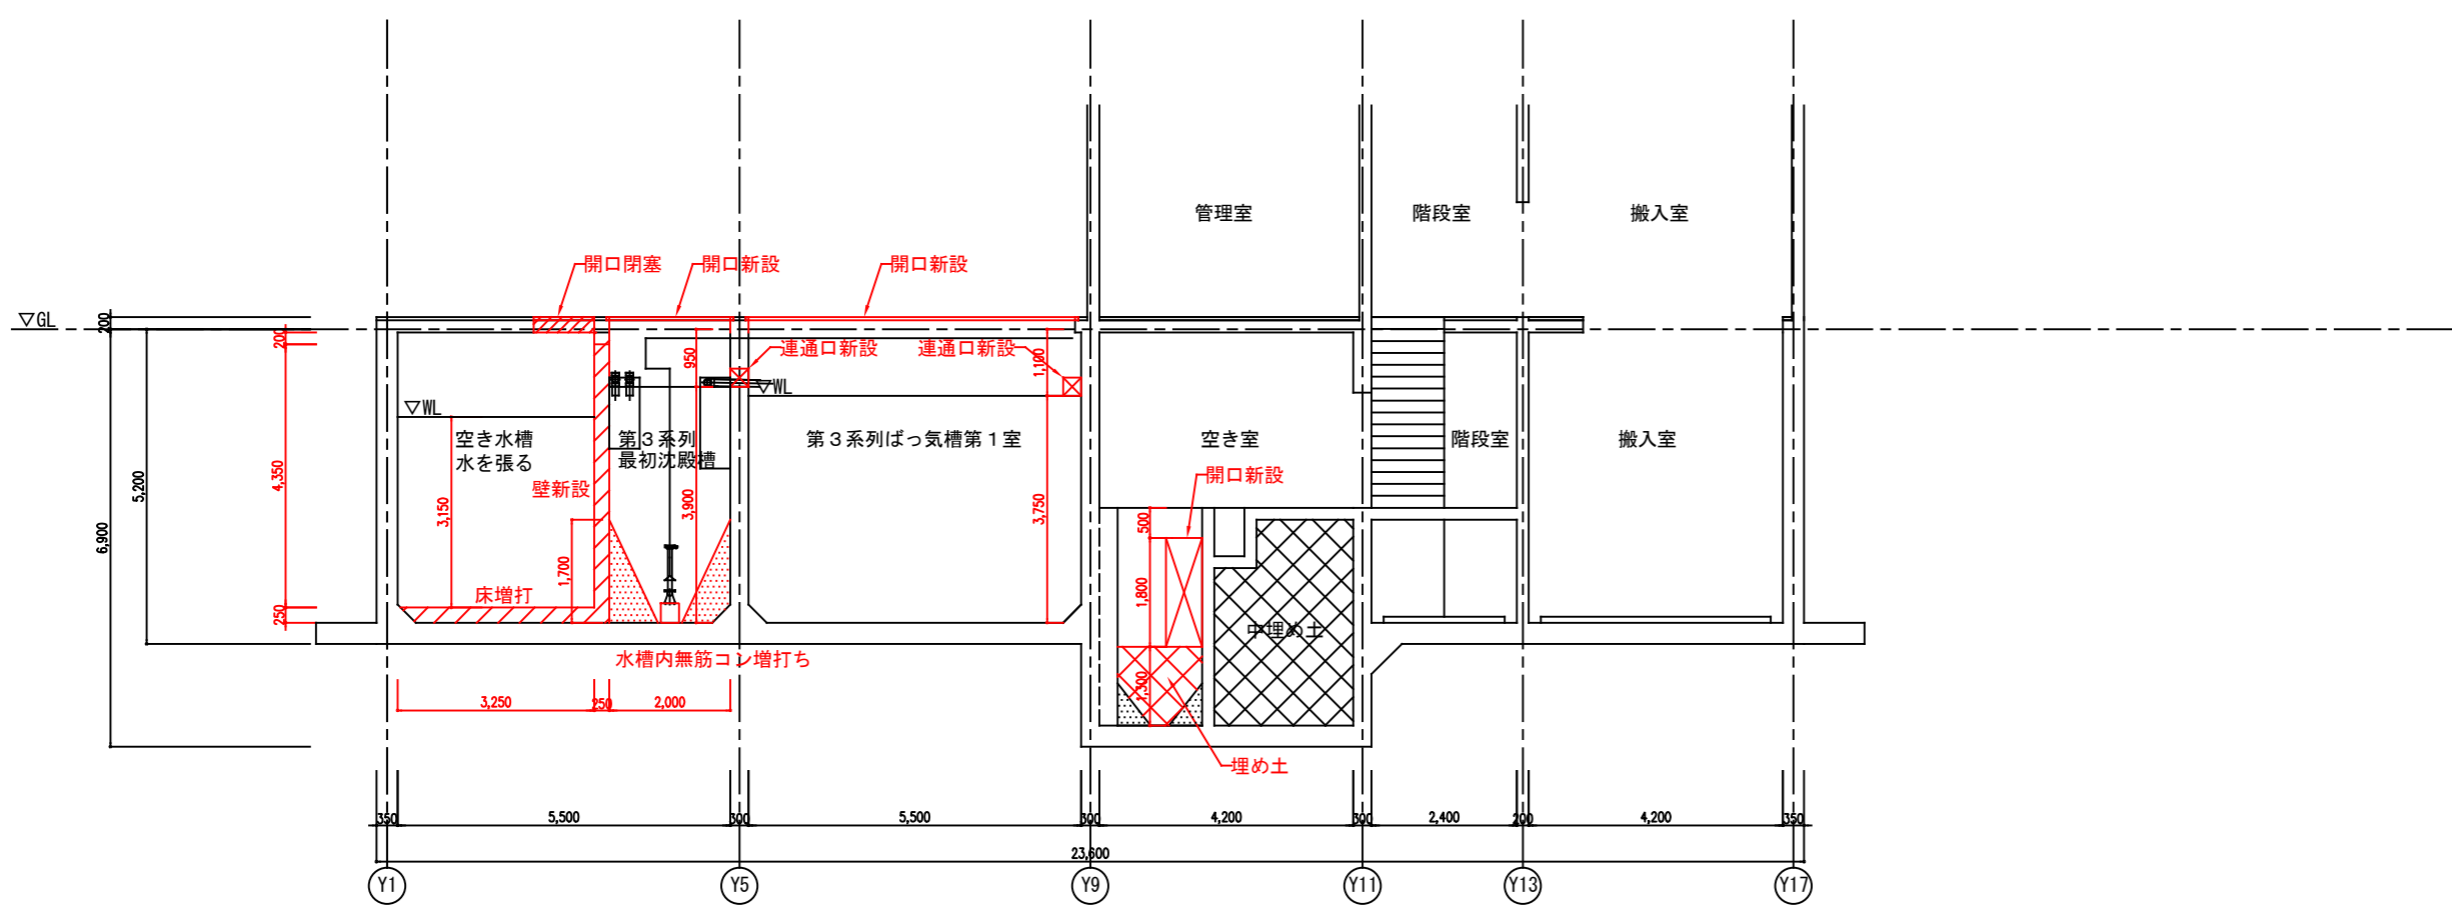 管理室
階段室
搬入室
開口閉塞
開口新設
開口新設
▽GL
200
200
950
連通口新設
連通口新設
1,100
▽WL
▽WL
空き水槽
水を張る
第３系列
最初沈殿槽
第３系列ばっ気槽第１室
空き室
階段室
搬入室
開口新設
4,350
5,200
6,900
3,150
壁新設
3,900
3,750
500
1,700
1,800
床増打
250
中埋め土
水槽内無筋コン増打ち
1,300
3,250
250
2,000
埋め土
350
5,500
300
5,500
300
4,200
300
2,400
200
4,200
350
23,600
Y1
Y5
Y9
Y11
Y13
Y17